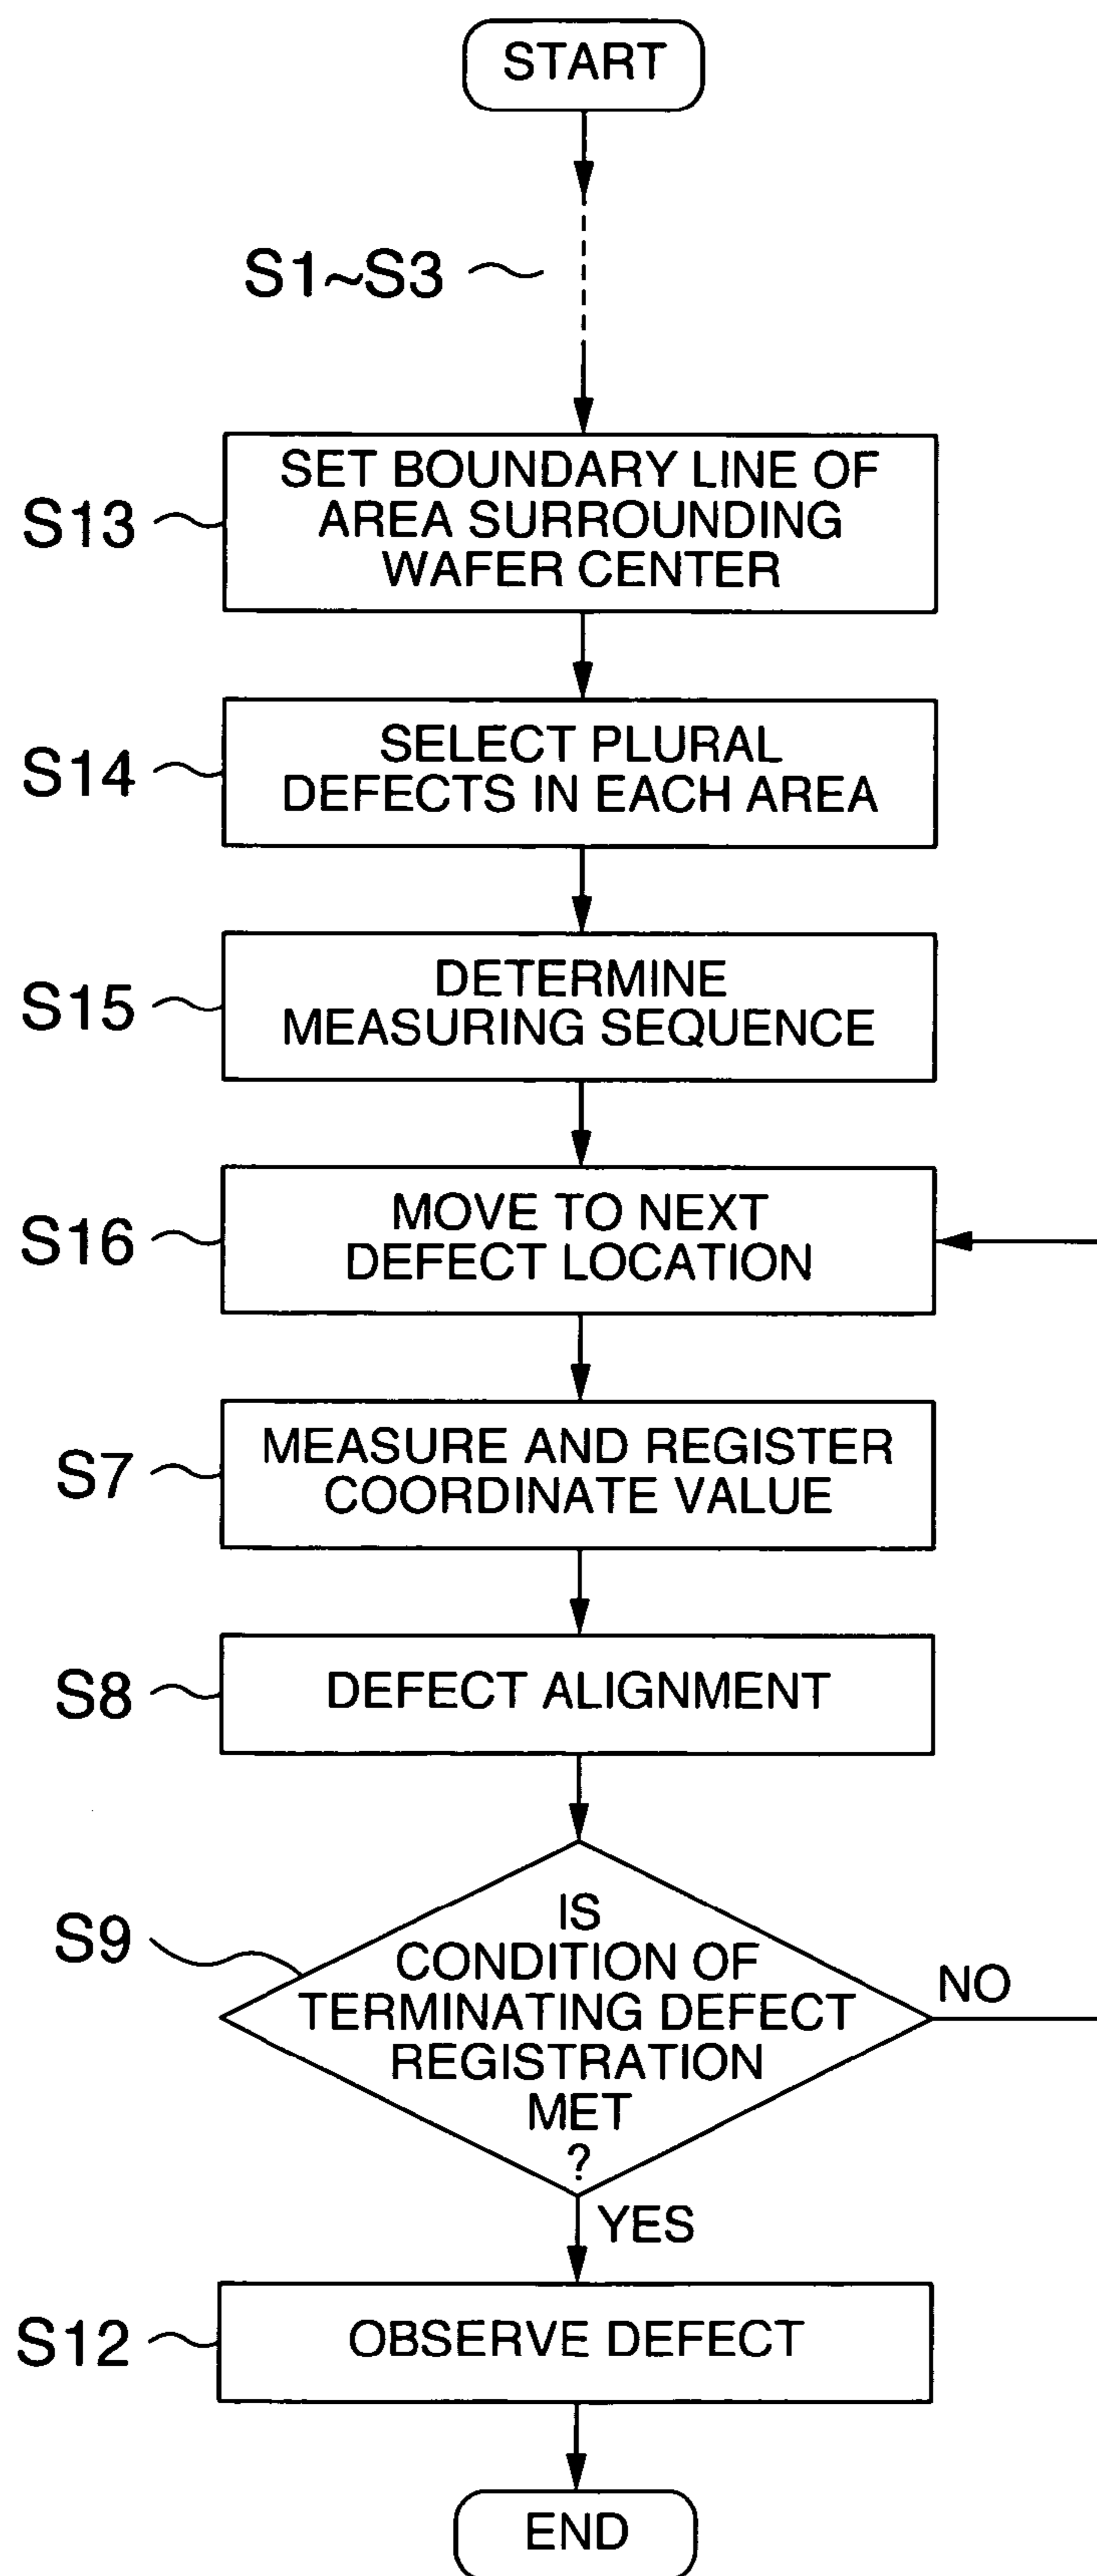 START
S1~S3
S13
SET BOUNDARY LINE OF
AREA SURROUNDING
WAFER CENTER
S14
SELECT PLURAL
DEFECTS IN EACH AREA
S15
DETERMINE
MEASURING SEQUENCE
S16
MOVE TO NEXT
DEFECT LOCATION
S7
MEASURE AND REGISTER
COORDINATE VALUE
S8
DEFECT ALIGNMENT
S9
IS
CONDITION OF
TERMINATING DEFECT
REGISTRATION
MET
?
NO
YES
S12
OBSERVE DEFECT
END